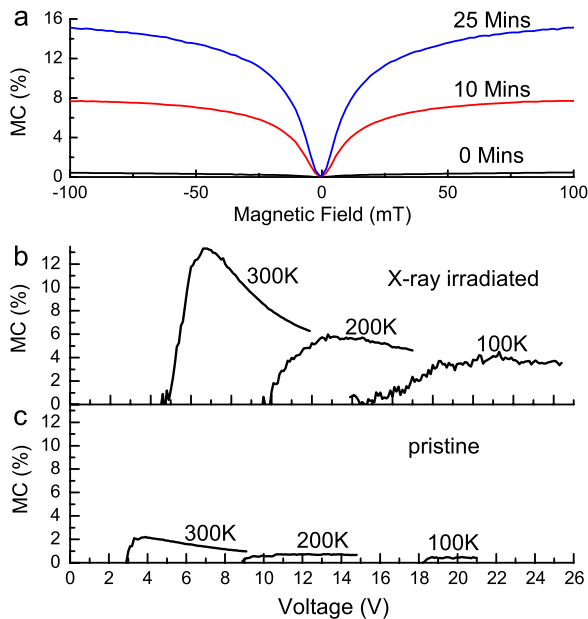 a
MC (%)
16
12
8
4
0
25 Mins
10 Mins
0 Mins
-100 -50 0 50 100
Magnetic Field (mT)
b
MC (%)
12
10
8
6
4
2
0
300K
X-ray irradiated
200K
100K
c
MC (%)
12
10
8
6
4
2
0
pristine
300K
200K
100K
0 2 4 6 8 10 12 14 16 18 20 22 24 26
Voltage (V)